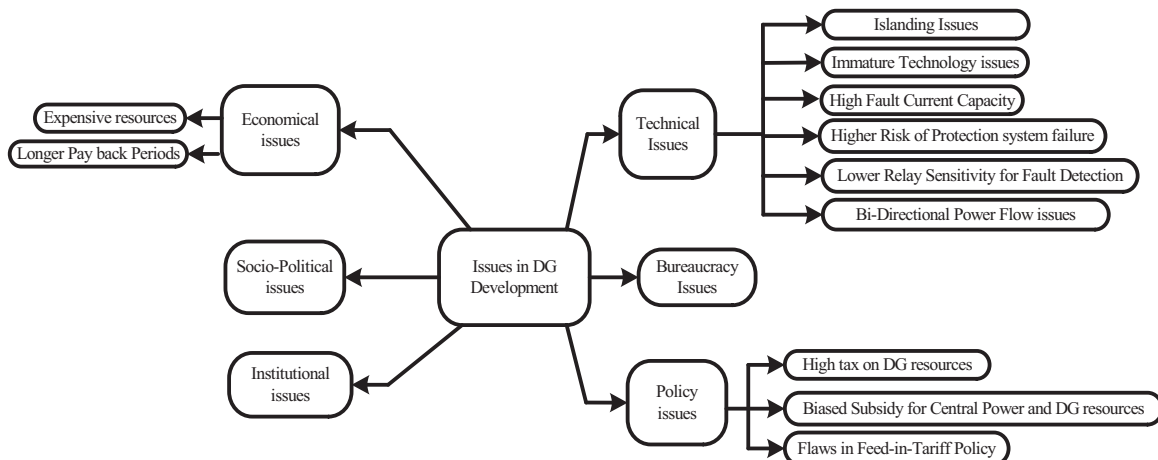 Islanding Issues
Immature Technology issues
High Fault Current Capacity
Higher Risk of Protection system failure
Lower Relay Sensitivity for Fault Detection
Bi-Directional Power Flow issues
Technical
Issues
Economical
issues
Expensive resources
Longer Pay back Periods
Socio-Political
issues
Issues in DG
Development
Bureaucracy
Issues
Institutional
issues
Policy
issues
High tax on DG resources
Biased Subsidy for Central Power and DG resources
Flaws in Feed-in-Tariff Policy